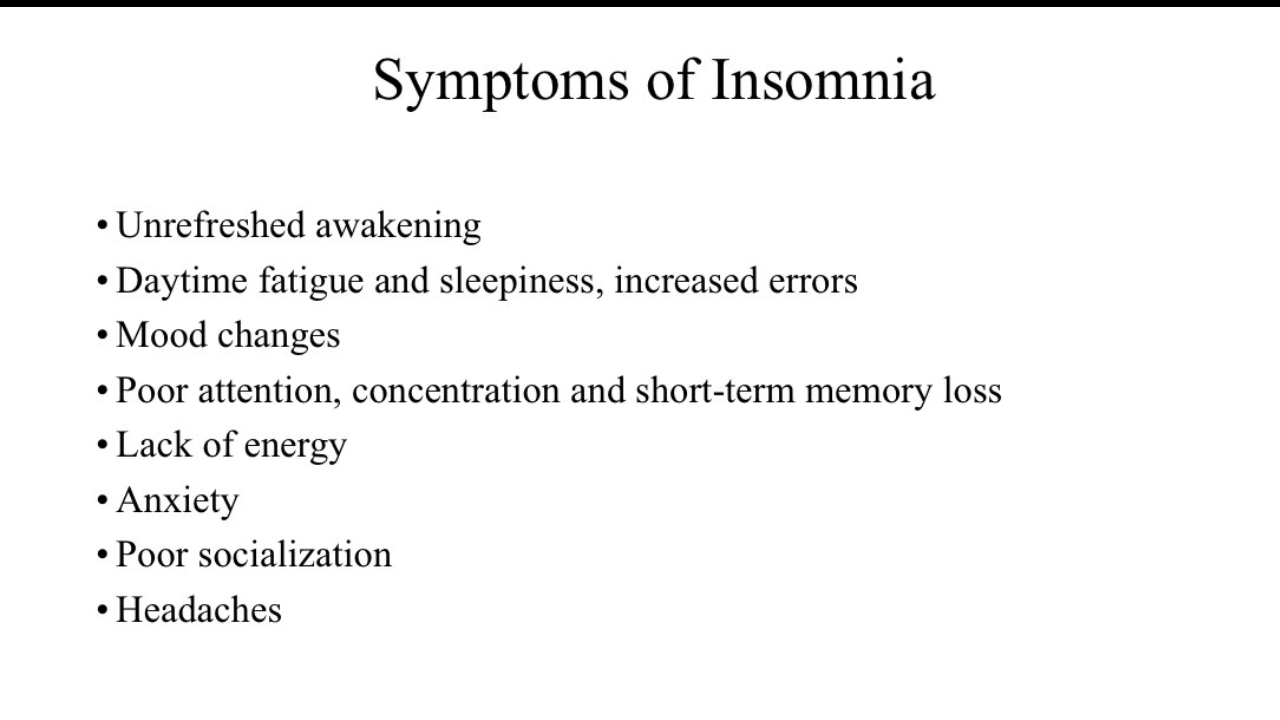 Symptoms of Insomnia
• Unrefreshed awakening
• Daytime fatigue and sleepiness, increased errors
• Mood changes
• Poor attention, concentration and short-term memory loss
• Lack of energy
• Anxiety
• Poor socialization
• Headaches